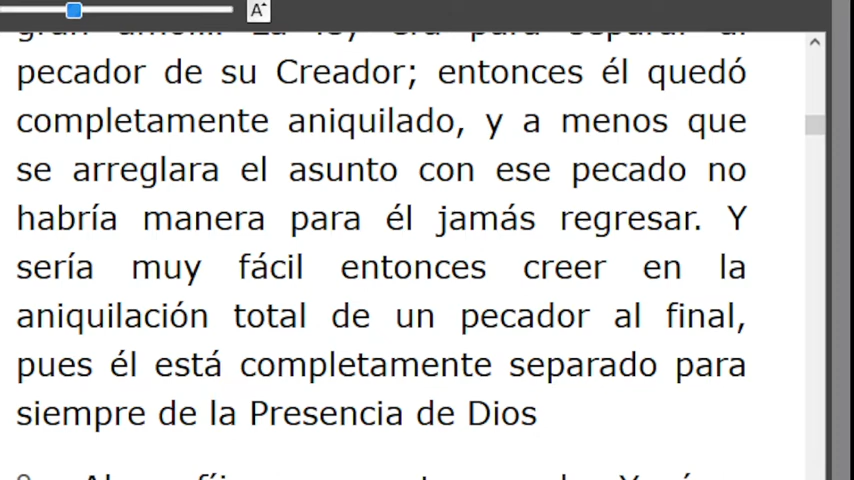 A
pecador de su Creador; entonces él quedó
completamente aniquilado, y a menos que
se arreglara el asunto con ese pecado no
habría manera para él jamás regresar. Y
sería muy fácil entonces creer en la
aniquilación total de un pecador al final,
pues él está completamente separado para
siempre de la Presencia de Dios